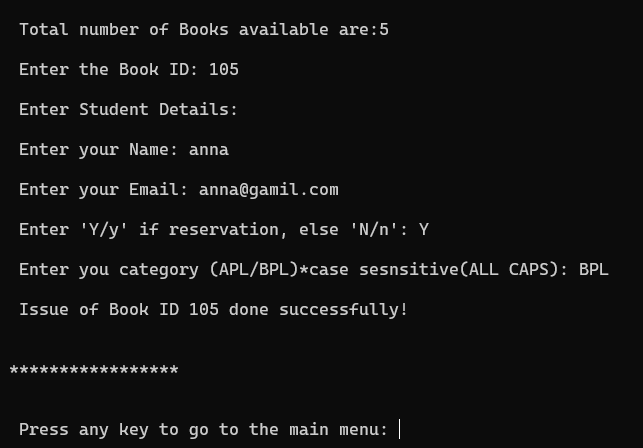 Total number of Books available are:5
Enter the Book ID: 105
Enter Student Details:
Enter your Name: anna
Enter your Email: anna@gamil.com
Enter 'Y/y' if reservation, else 'N/n': Y
Enter you category (APL/BPL)*case sesnsitive(ALL CAPS): BPL
Issue of Book ID 105 done successfully!
*****************
Press any key to go to the main menu: